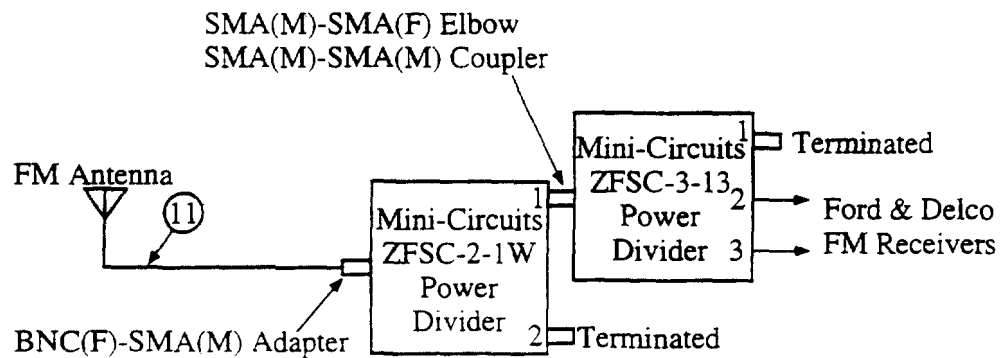 SMA(M)-SMA(F) Elbow
SMA(M)-SMA(M) Coupler
FM Antenna
11
BNC(F)-SMA(M) Adapter
Mini-Circuits
ZFSC-2-1W
Power
Divider
1
2
Terminated
Mini-Circuits
ZFSC-3-13
Power
Divider
1
2
3
Terminated
Ford & Delco
FM Receivers